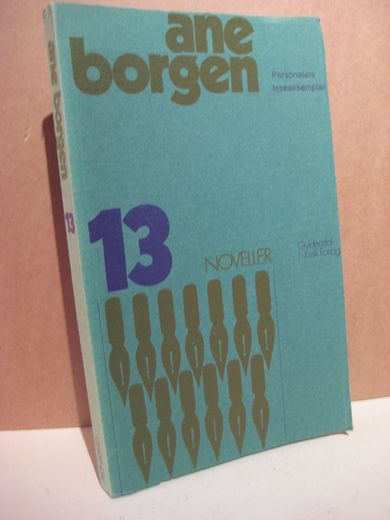 ane
borgen
Personalets
leseeksemplar
13
NOVELLER
Gyldendal
Norsk Forlag
ane borgen 13